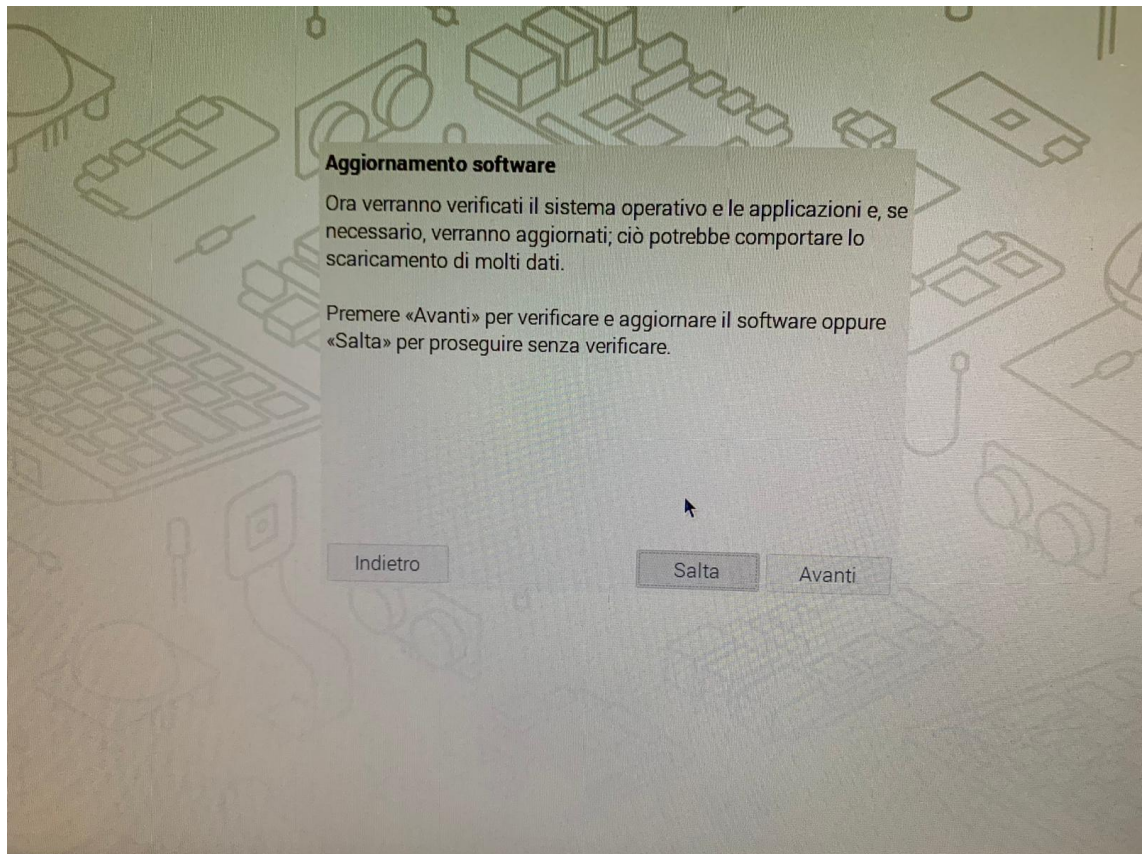 Aggiornamento software
Ora verranno verificati il sistema operativo e le applicazioni e, se
necessario, verranno aggiornati; ciò potrebbe comportare lo
scaricamento di molti dati.
Premere «Avanti» per verificare e aggiornare il software oppure
«Salta» per proseguire senza verificare.
Indietro
Salta
Avanti